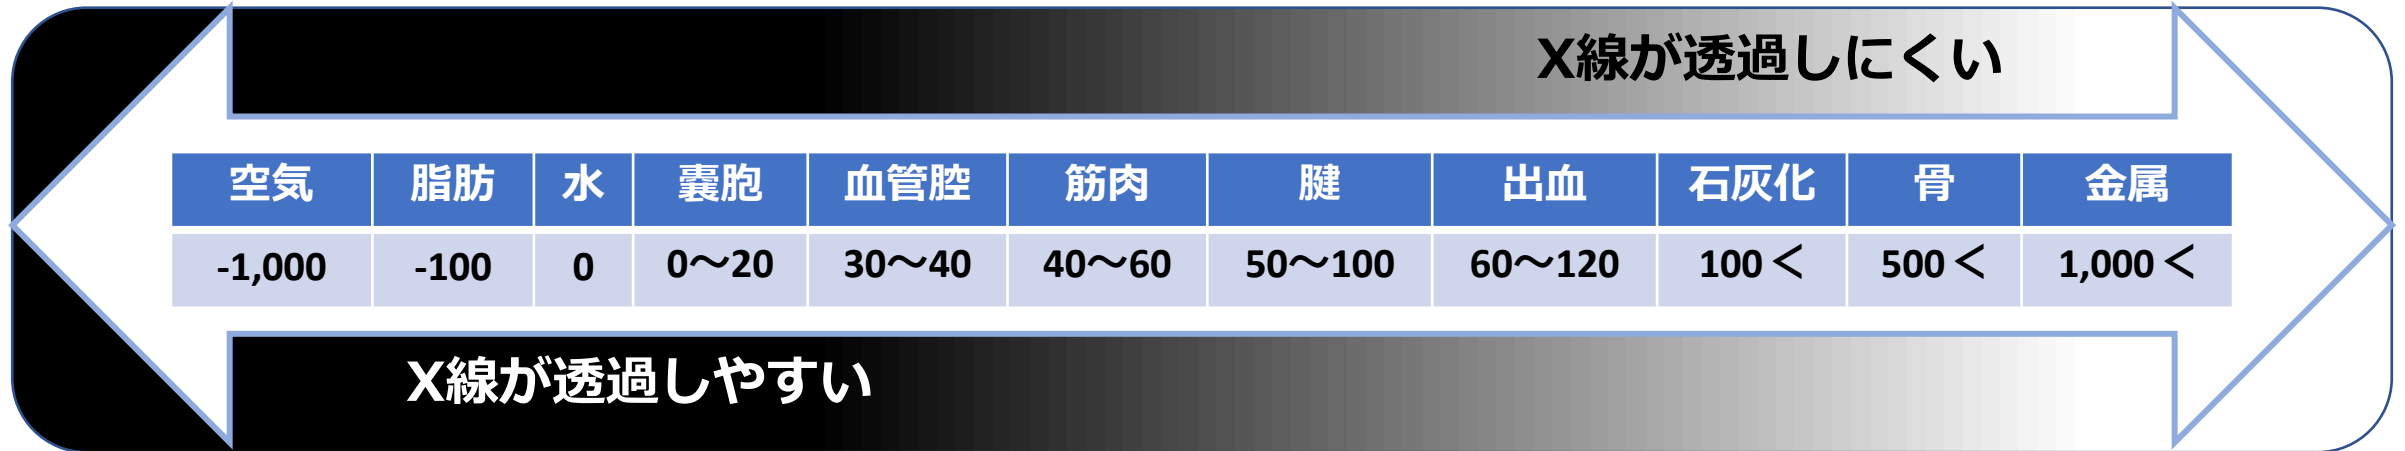 X線が透過しにくい
空気 脂肪 水 嚢胞 血管腔 筋肉 腱 出血 石灰化 骨 金属
-1,000 -100 0 0～20 30～40 40～60 50～100 60～120 100＜ 500＜ 1,000＜
X線が透過しやすい